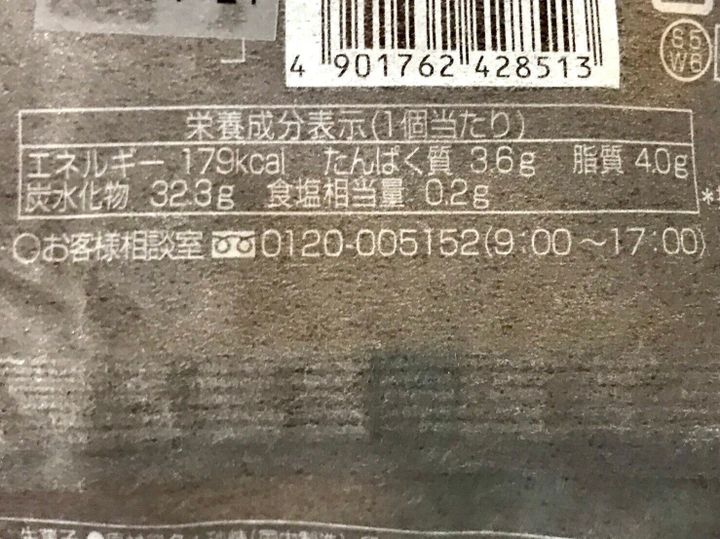 4 901762 428513
栄養成分表示(1個当たり)
エネルギー 179kcal たんぱく質 3.6g 脂質 4.0g
炭水化物 32.3g 食塩相当量 0.2g
*
○お客様相談室 0120-005152(9:00～17:00)